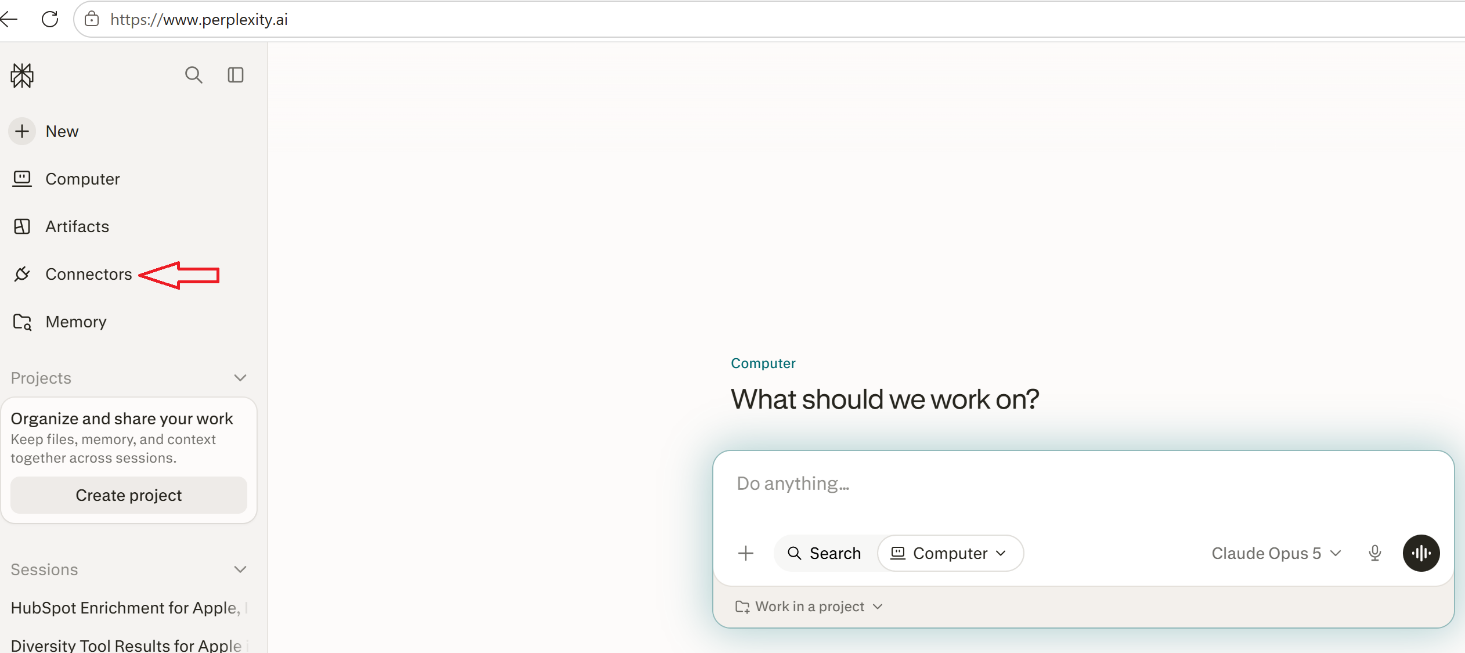 https://www.perplexity.ai
New
Computer
Artifacts
Connectors
Memory
Projects
Organize and share your work
Keep files, memory, and context
together across sessions.
Create project
Sessions
HubSpot Enrichment for Apple,
Diversity Tool Results for Apple
Computer
What should we work on?
Do anything...
Search
Computer
Claude Opus 5
Work in a project